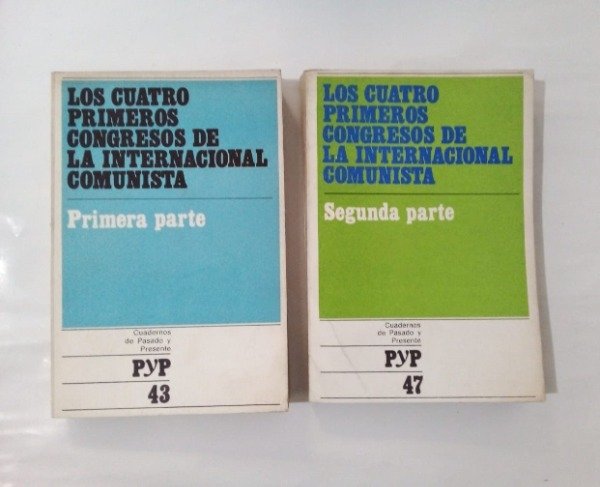 LOS CUATRO
PRIMEROS
CONGRESOS DE
LA INTERNACIONAL
COMUNISTA
Primera parte
Cuadernos
de Pasado y
Presente
PyP
43
LOS CUATRO
PRIMEROS
CONGRESOS DE
LA INTERNACIONAL
COMUNISTA
Segunda parte
Cuadernos
de Pasado y
Presente
PyP
47